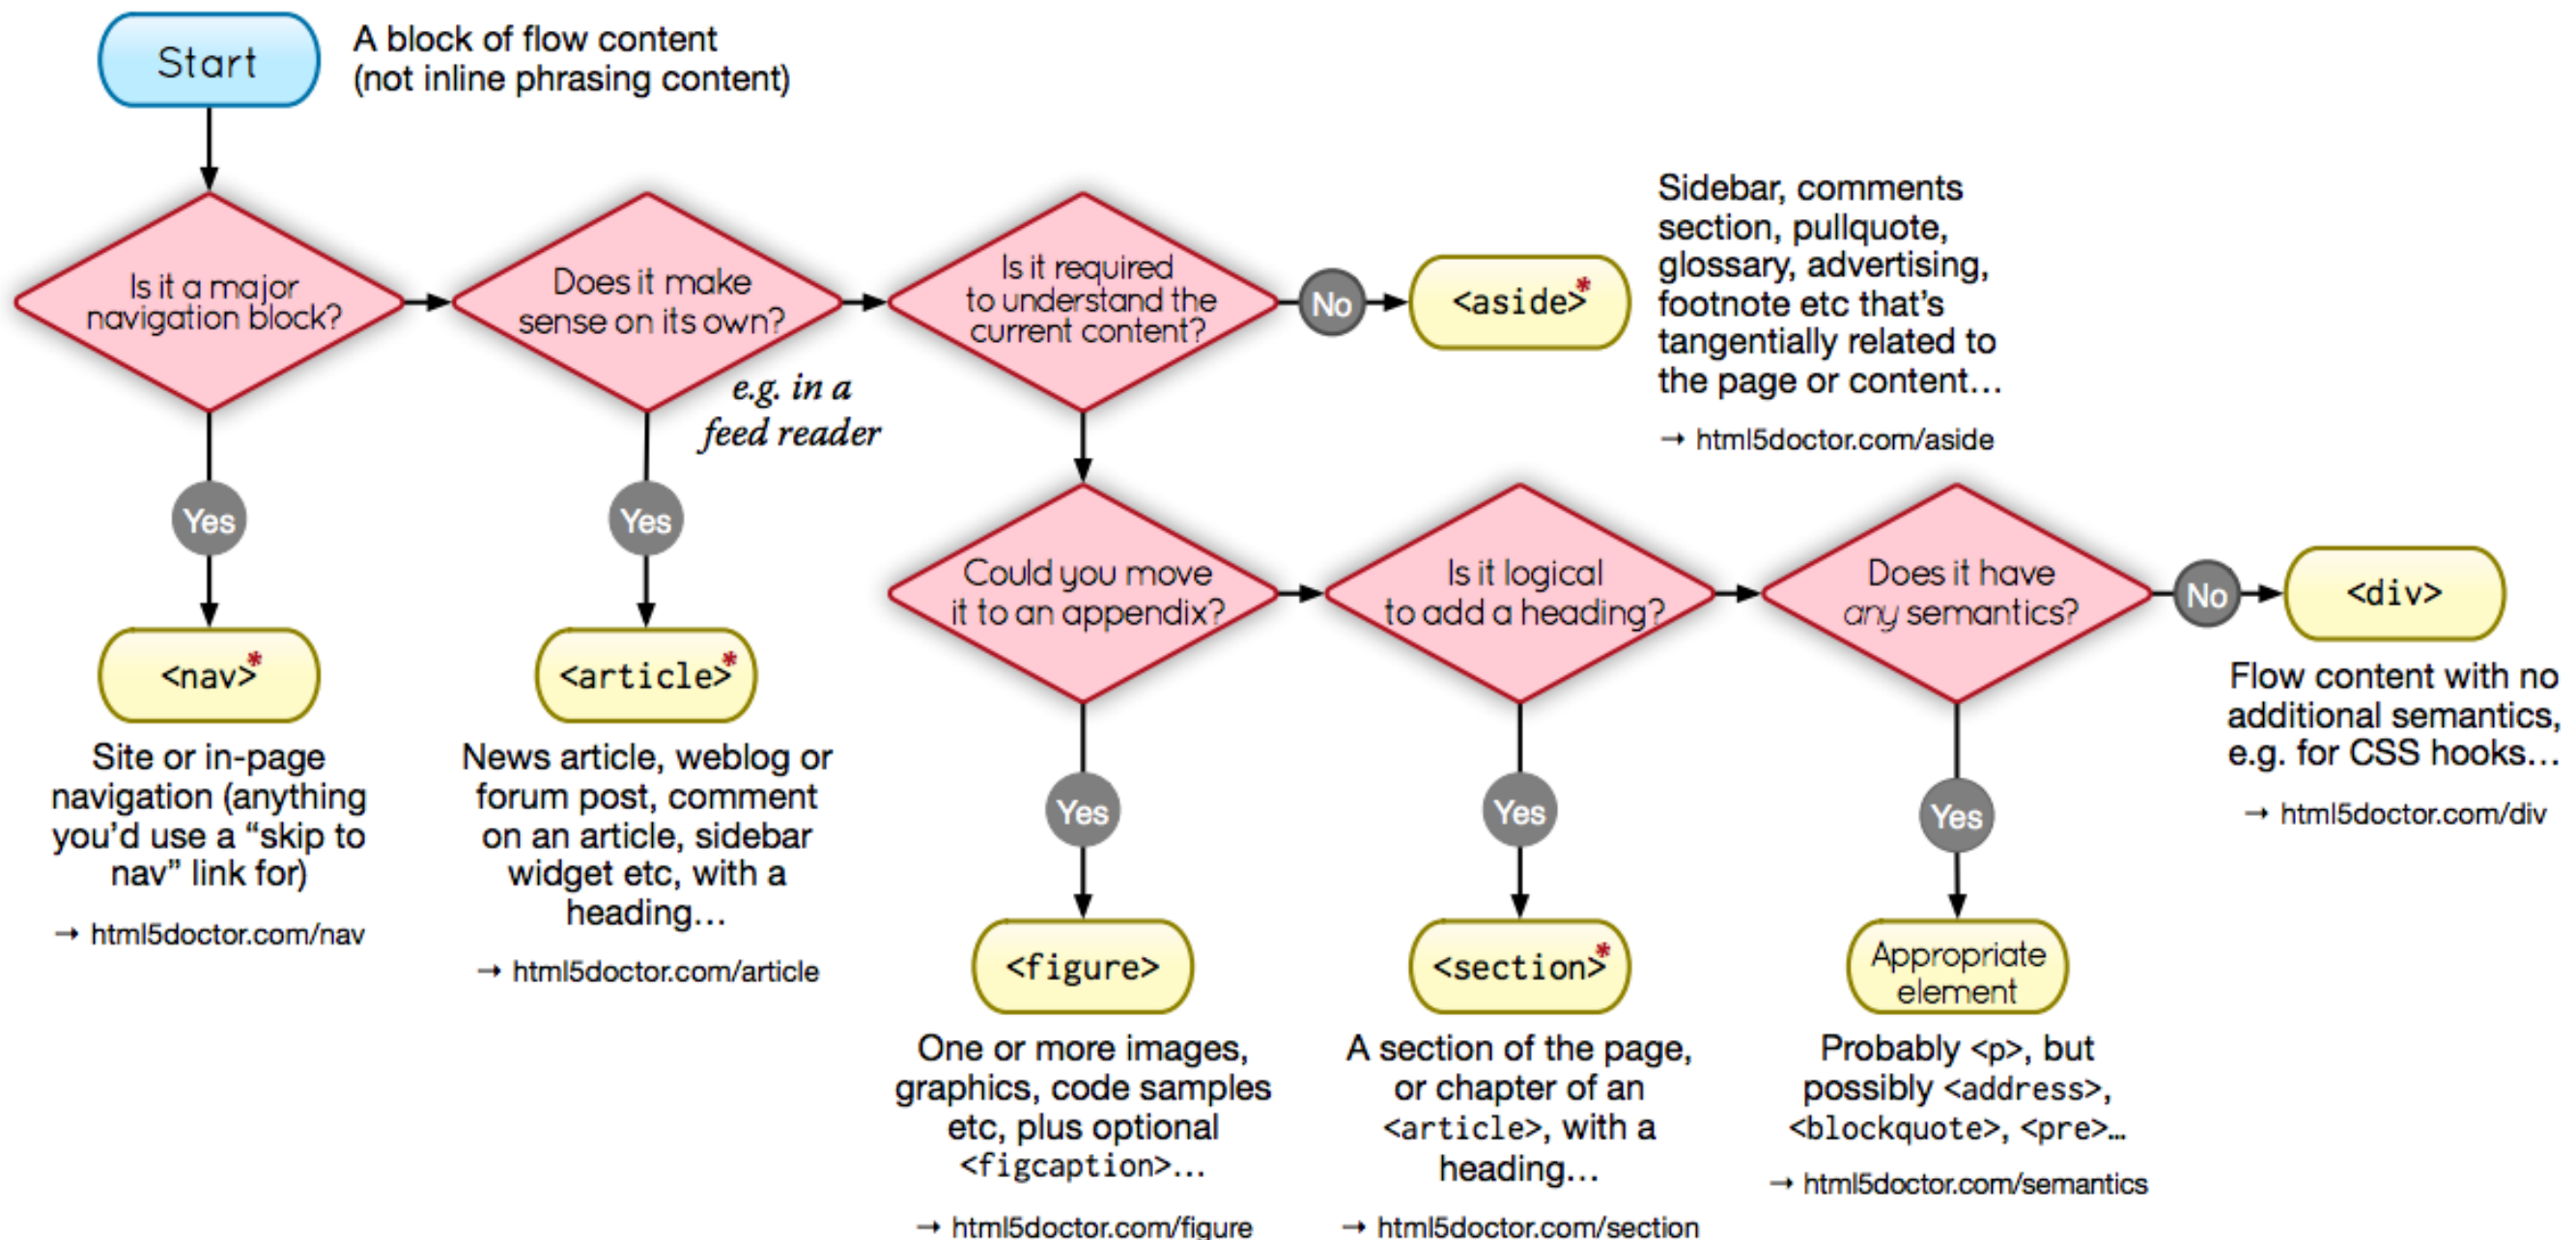 Start
A block of flow content
(not inline phrasing content)
Is it a major
navigation block?
Does it make
sense on its own?
e.g. in a
feed reader
Is it required
to understand the
current content?
No
<aside>*
Sidebar, comments
section, pullquote,
glossary, advertising,
footnote etc that’s
tangentially related to
the page or content…
→ html5doctor.com/aside
Yes
<nav>*
Site or in-page
navigation (anything
you’d use a “skip to
nav” link for)
→ html5doctor.com/nav
Yes
<article>*
News article, weblog or
forum post, comment
on an article, sidebar
widget etc, with a
heading…
→ html5doctor.com/article
Could you move
it to an appendix?
Yes
<figure>
One or more images,
graphics, code samples
etc, plus optional
<figcaption>…
→ html5doctor.com/figure
Is it logical
to add a heading?
Yes
<section>*
A section of the page,
or chapter of an
<article>, with a
heading…
→ html5doctor.com/section
Does it have
any semantics?
Yes
Appropriate
element
Probably <p>, but
possibly <address>,
<blockquote>, <pre>…
→ html5doctor.com/semantics
No
<div>
Flow content with no
additional semantics,
e.g. for CSS hooks…
→ html5doctor.com/div